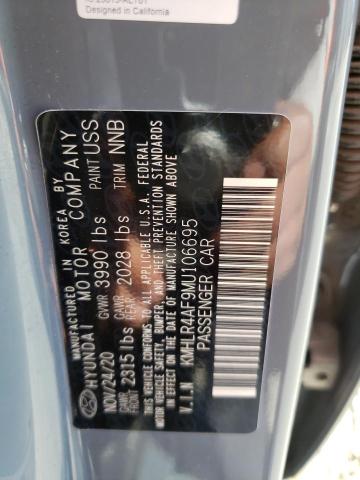 Designed in California
MANUFACTURED IN KOREA BY
HYUNDAI MOTOR COMPANY
NOV/24/20 GVWR 3990 lbs PAINT USS
GAWR FRONT 2315 lbs GAWR REAR 2028 lbs TRIM NNB
THIS VEHICLE CONFORMS TO ALL APPLICABLE U.S.A. FEDERAL
MOTOR VEHICLE SAFETY, BUMPER, AND THEFT PREVENTION
STANDARDS IN EFFECT ON THE DATE OF MANUFACTURE SHOWN ABOVE.
V.I.N KMHLR4AF9MU106695
PASSENGER CAR